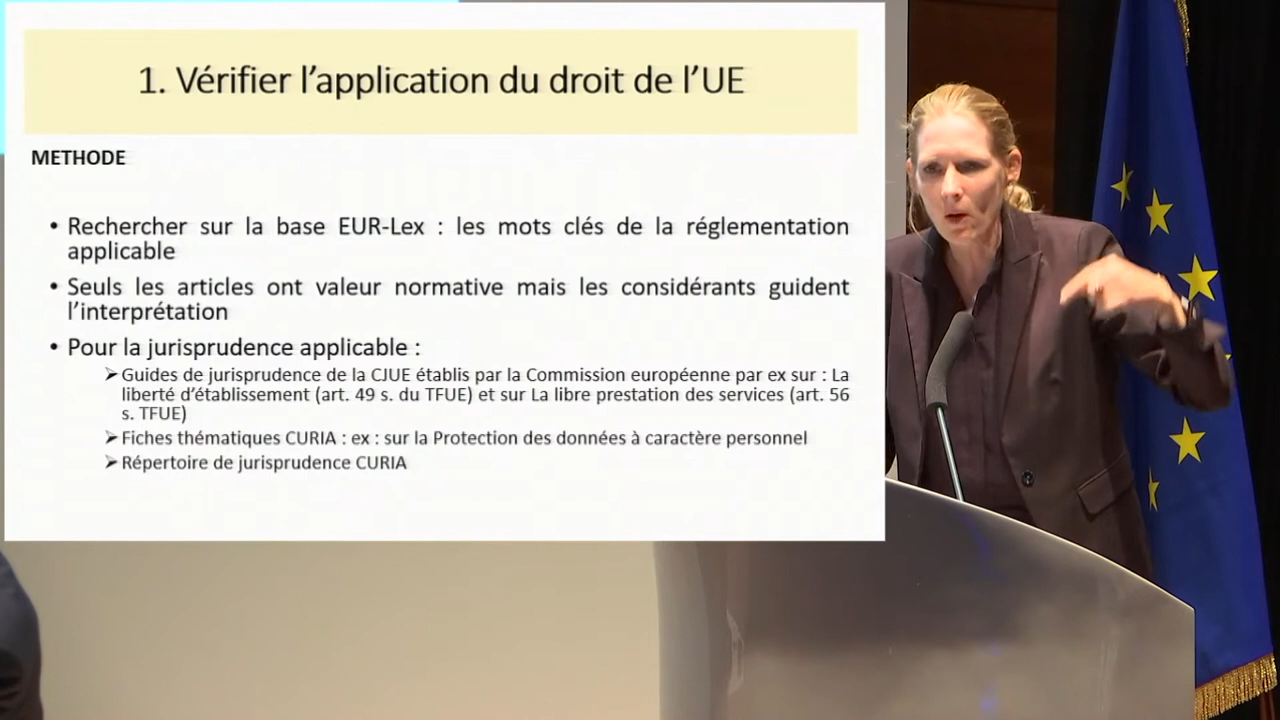 1. Vérifier l’application du droit de l’UE
METHODE
• Rechercher sur la base EUR-Lex : les mots clés de la réglementation
applicable
• Seuls les articles ont valeur normative mais les considérants guident
l’interprétation
• Pour la jurisprudence applicable :
➢ Guides de jurisprudence de la CJUE établis par la Commission européenne par ex sur : La
liberté d’établissement (art. 49 s. du TFUE) et sur La libre prestation des services (art. 56
s. TFUE)
➢ Fiches thématiques CURIA : ex : sur la Protection des données à caractère personnel
➢ Répertoire de jurisprudence CURIA